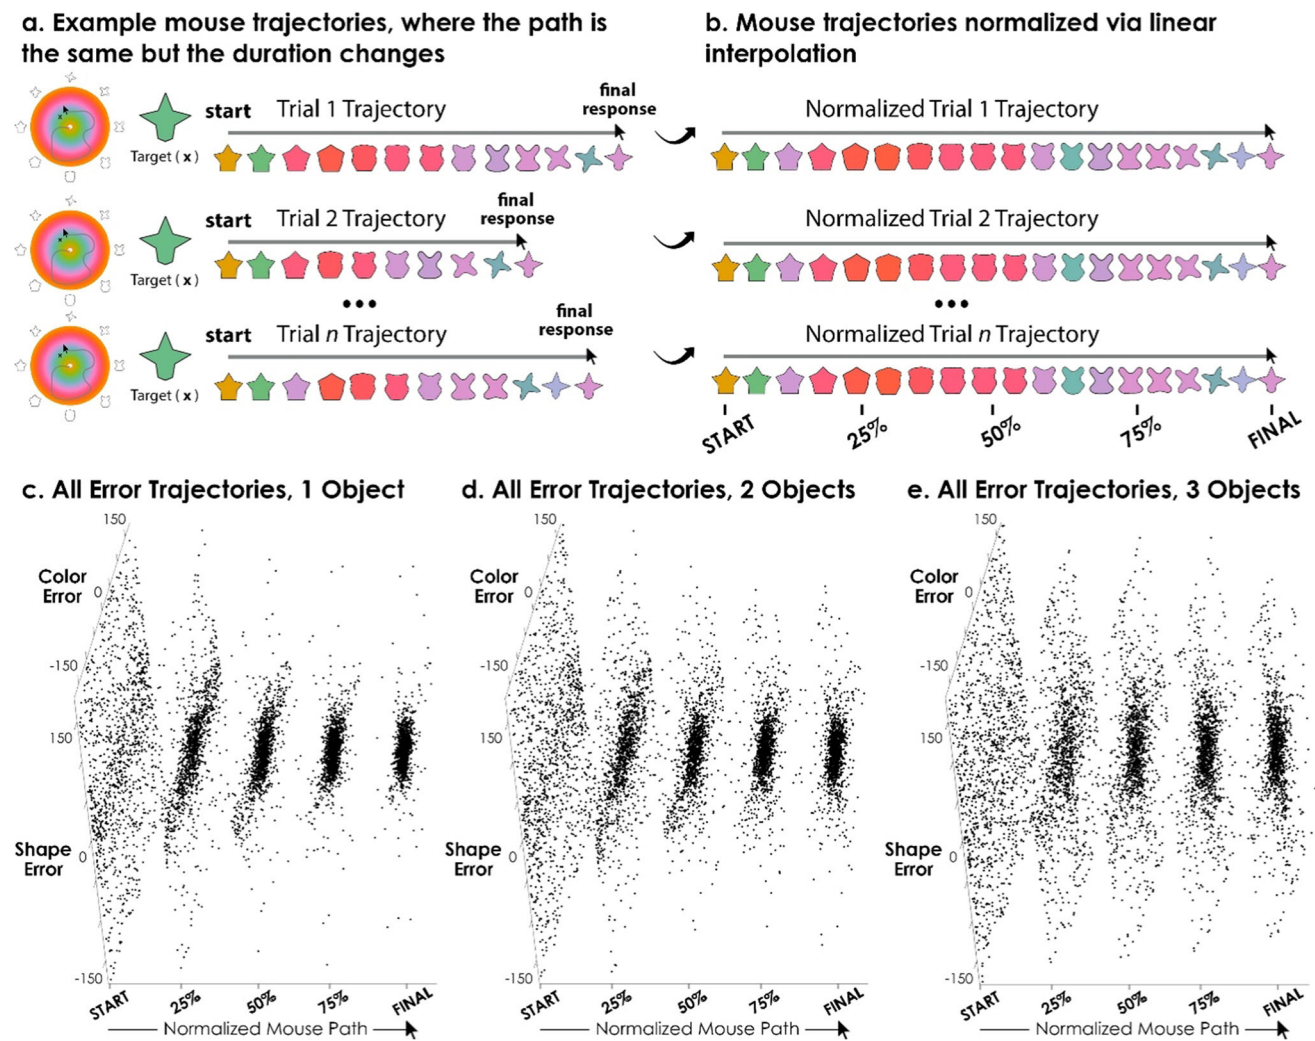 a. Example mouse trajectories, where the path is
the same but the duration changes
b. Mouse trajectories normalized via linear
interpolation
Target (x)
start
Trial 1 Trajectory
final
response
Normalized Trial 1 Trajectory
Target (x)
start
Trial 2 Trajectory
final
response
Normalized Trial 2 Trajectory
•••
•••
Target (x)
start
Trial n Trajectory
final
response
Normalized Trial n Trajectory
START
25%
50%
75%
FINAL
c. All Error Trajectories, 1 Object
150
Color
Error
0
-150
150
Shape
Error
0
-150
START
25%
50%
75%
FINAL
Normalized Mouse Path
d. All Error Trajectories, 2 Objects
150
Color
Error
0
-150
150
Shape
Error
0
-150
START
25%
50%
75%
FINAL
Normalized Mouse Path
e. All Error Trajectories, 3 Objects
150
Color
Error
0
-150
150
Shape
Error
0
-150
START
25%
50%
75%
FINAL
Normalized Mouse Path